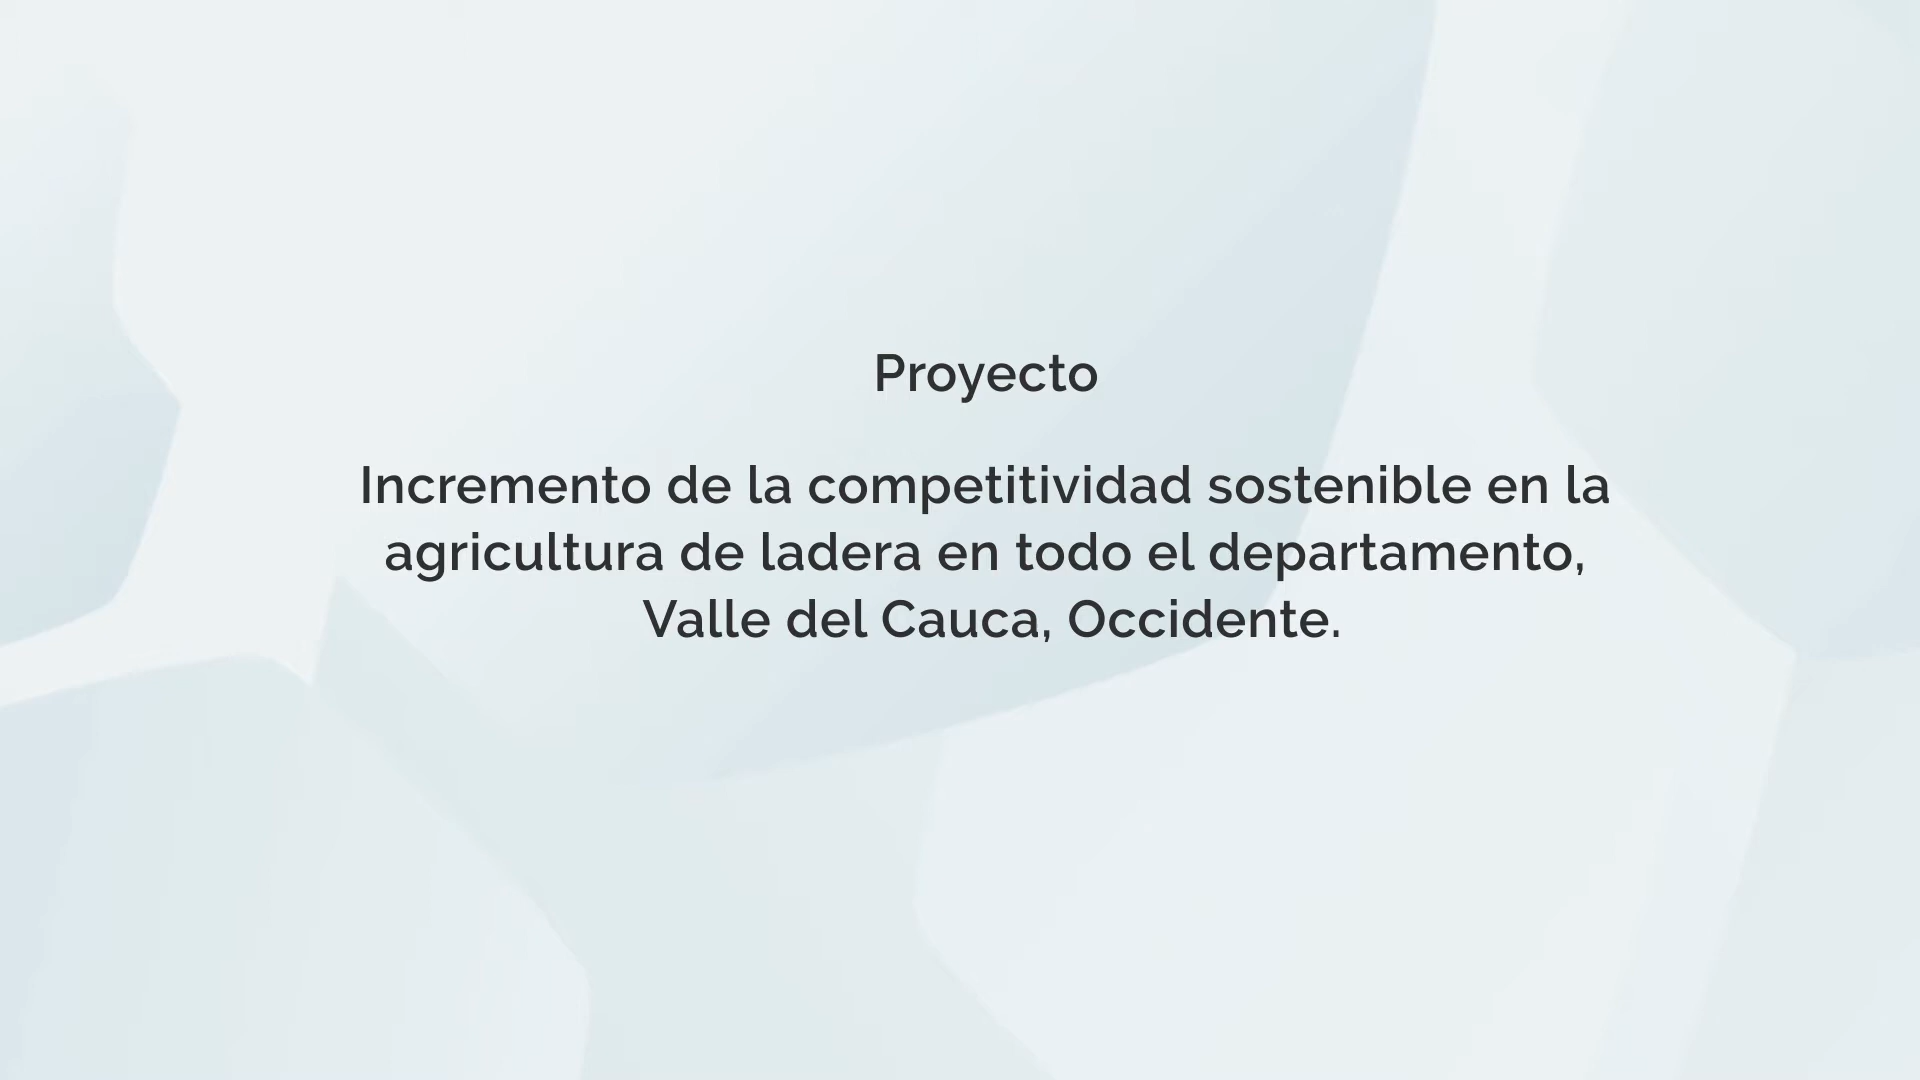 Proyecto
Incremento de la competitividad sostenible en la
agricultura de ladera en todo el departamento,
Valle del Cauca, Occidente.